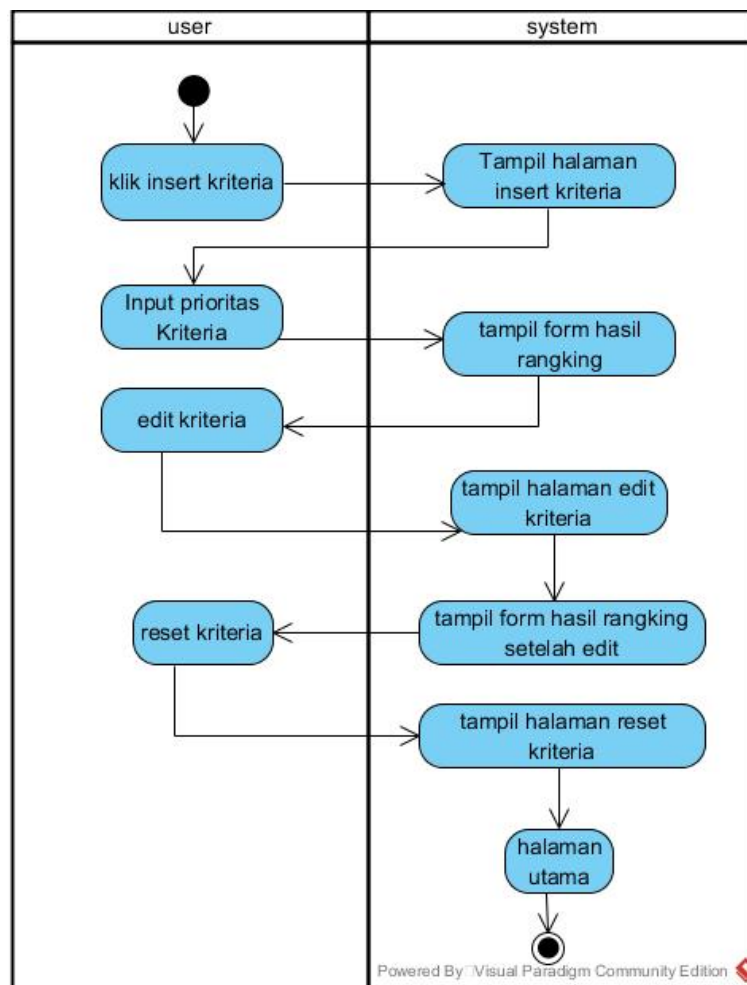 user
system
klik insert kriteria
Tampil halaman
insert kriteria
Input prioritas
Kriteria
tampil form hasil
rangking
edit kriteria
tampil halaman edit
kriteria
tampil form hasil rangking
setelah edit
reset kriteria
tampil halaman reset
kriteria
halaman
utama
Powered By Visual Paradigm Community Edition